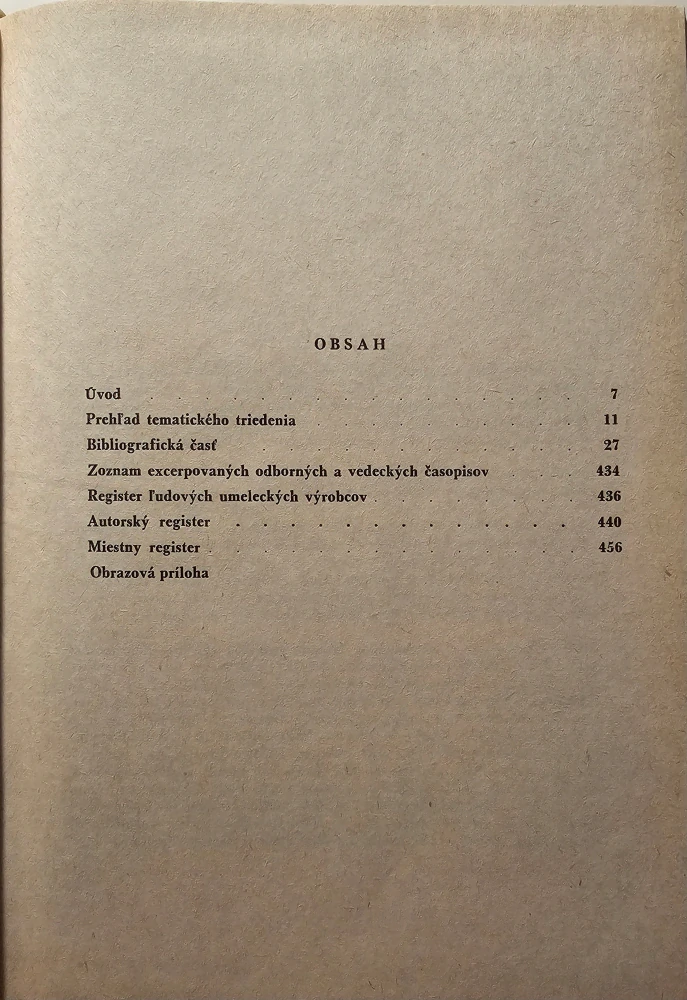 OBSAH
Úvod . . . . . . . . . . . . . . . . 7
Prehľad tematického triedenia . . . . . . . . . . 11
Bibliografická časť . . . . . . . . . . . . 27
Zoznam excerpovaných odborných a vedeckých časopisov . . . 434
Register ľudových umeleckých výrobcov . . . . . . . . 436
Autorský register . . . . . . . . . . . . . 440
Miestny register . . . . . . . . . . . . . . 456
Obrazová príloha